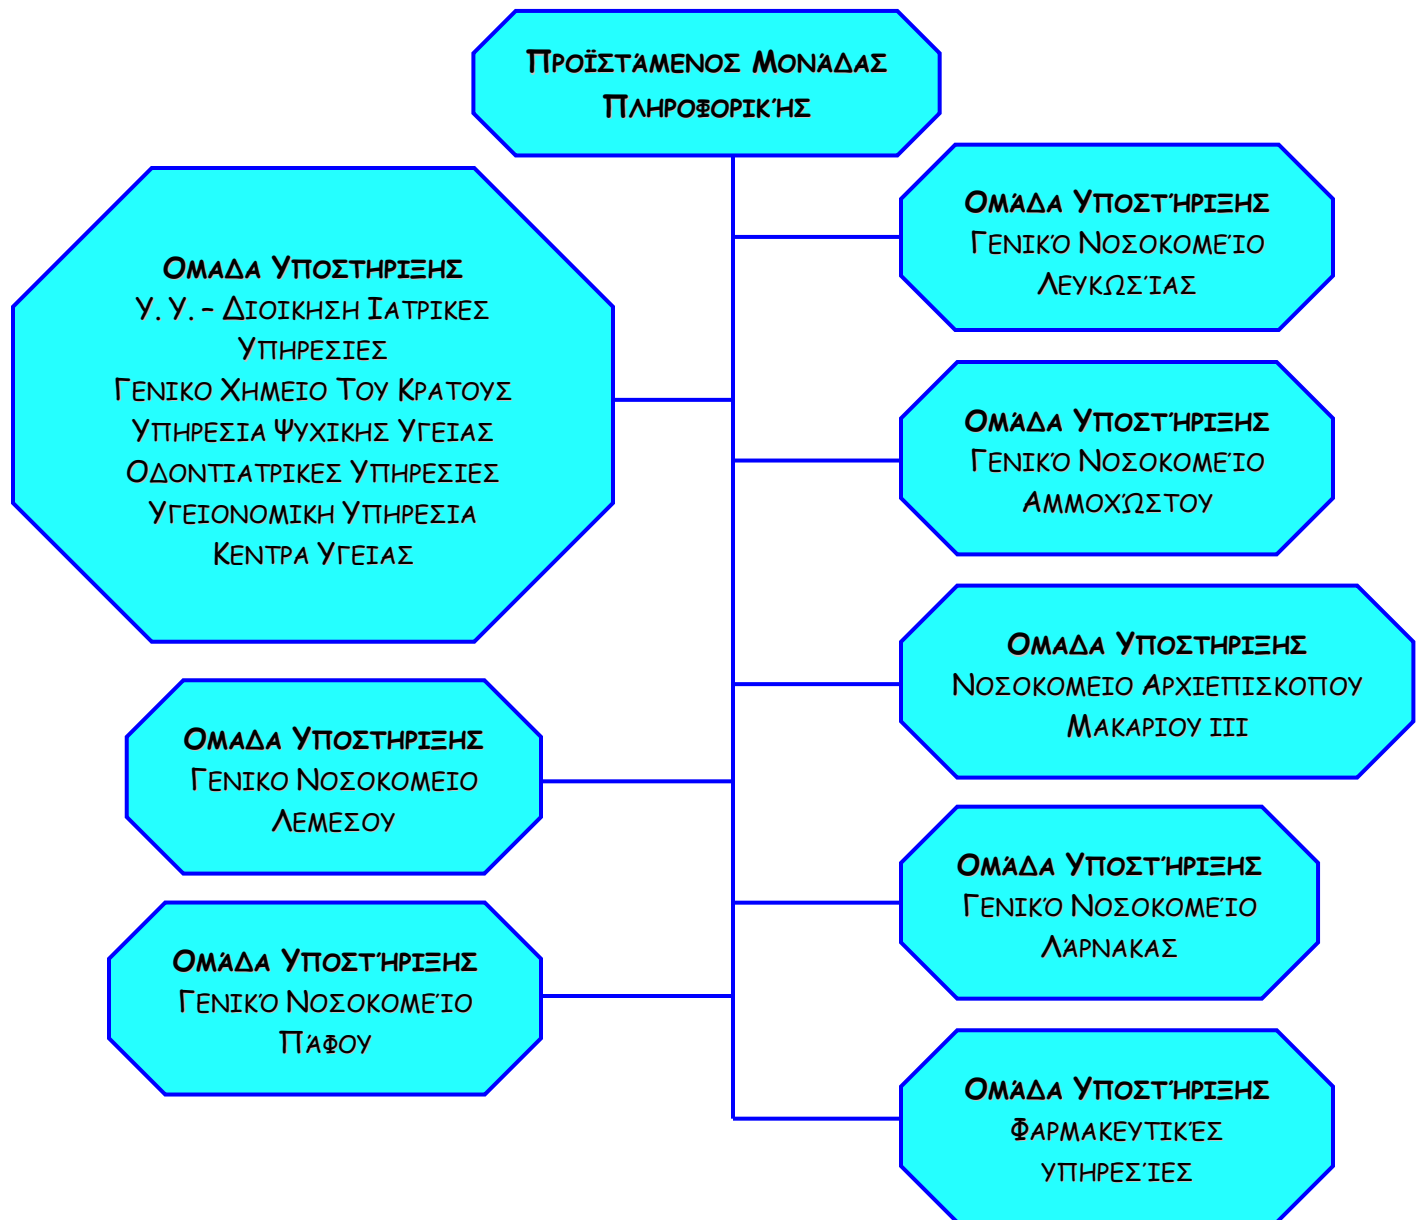 Προϊστάμενος Μονάδας
Πληροφορικής
Ομάδα Υποστήριξης
Γενικό Νοσοκομείο
Λευκωσίας
Ομαδα Υποστηριξης
Υ. Υ. – Διοικηση Ιατρικες
Υπηρεσιες
Γενικο Χημειο Του Κρατους
Υπηρεσια Ψυχικης Υγειας
Οδοντιατρικες Υπηρεσιες
Υγειονομικη Υπηρεσια
Κεντρα Υγειας
Ομάδα Υποστήριξης
Γενικό Νοσοκομείο
Αμμοχώστου
Ομαδα Υποστηριξης
Νοσοκομειο Αρχιεπισκοπου
Μακαριου III
Ομαδα Υποστηριξης
Γενικο Νοσοκομειο
Λεμεσου
Ομάδα Υποστήριξης
Γενικό Νοσοκομείο
Λάρνακας
Ομάδα Υποστήριξης
Γενικό Νοσοκομείο
Πάφου
Ομάδα Υποστήριξης
Φαρμακευτικές
υπηρεσίες